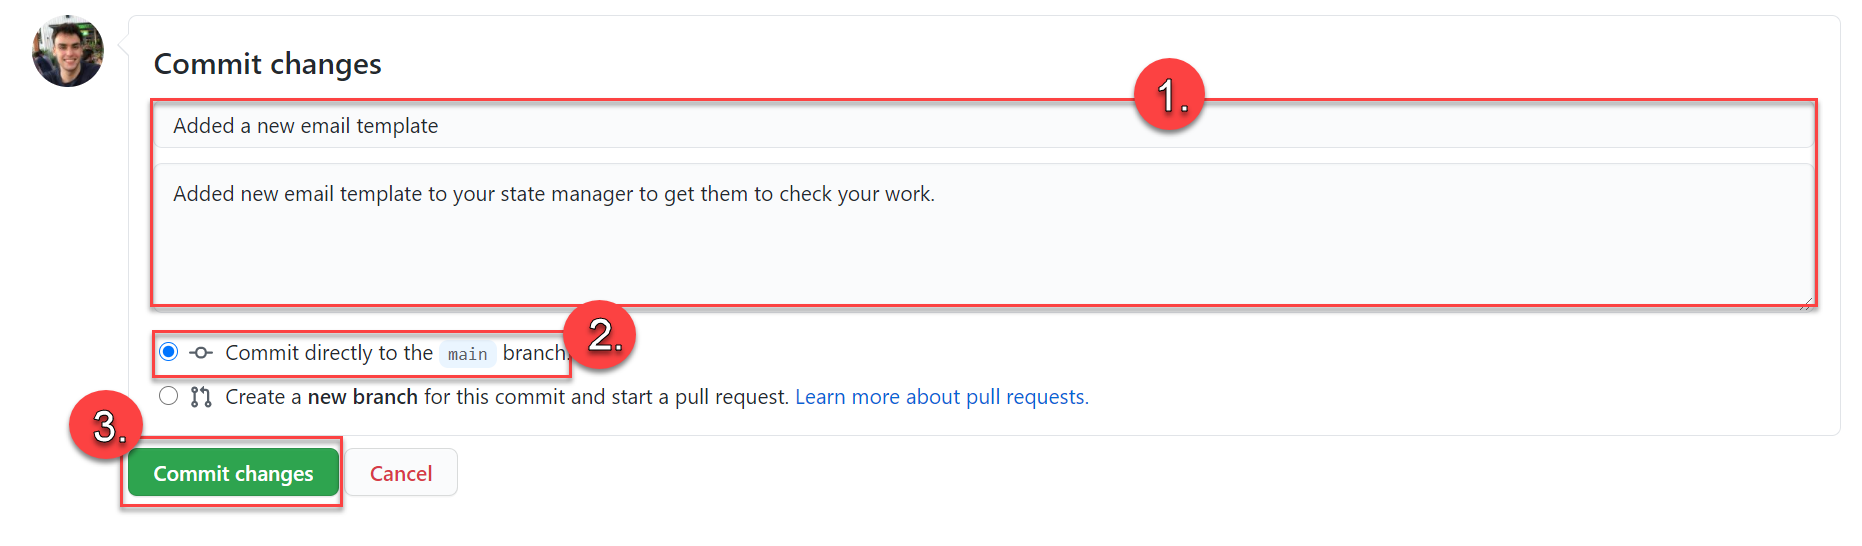 Commit changes
1.
Added a new email template
Added new email template to your state manager to get them to check your work.
2.
Commit directly to the main branch.
Create a new branch for this commit and start a pull request. Learn more about pull requests.
3.
Commit changes
Cancel